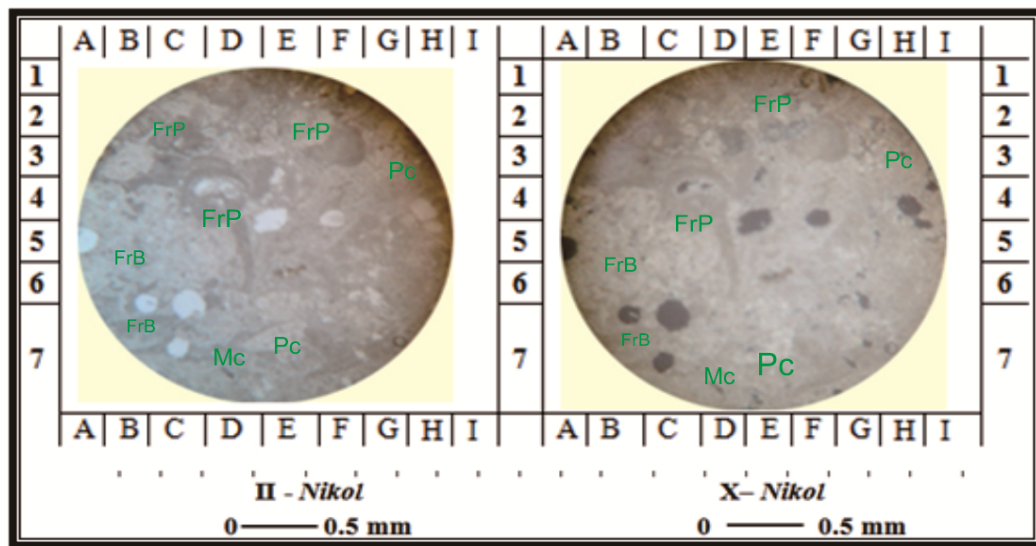 A B C D E F G H I A B C D E F G H I
1 1 1
FrP FrP FrP
2 2 2
3 Pc 3 Pc 3
4 FrP 4 FrP 4
5 FrB 5 FrB 5
6 6 6
FrB Pc FrB
7 Mc 7 Mc Pc 7
A B C D E F G H I A B C D E F G H I
II - Nikol X– Nikol
0 0.5 mm 0 0.5 mm